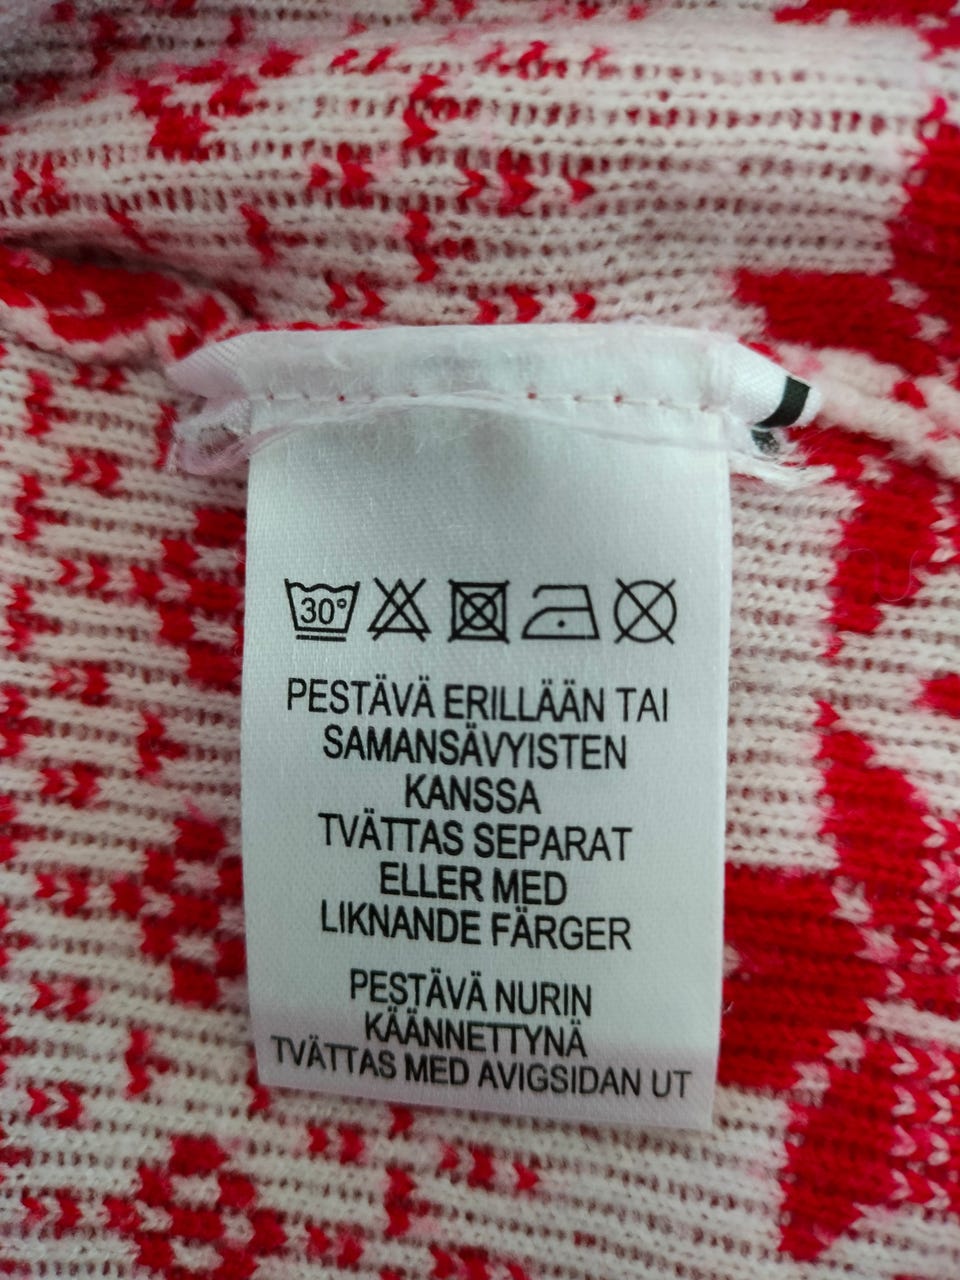 30°
PESTÄVÄ ERILLÄÄN TAI
SAMANSÄVYISTEN
KANSSA
TVÄTTAS SEPARAT
ELLER MED
LIKNANDE FÄRGER
PESTÄVÄ NURIN
KÄÄNNETTYNÄ
TVÄTTAS MED AVIGSIDAN UT